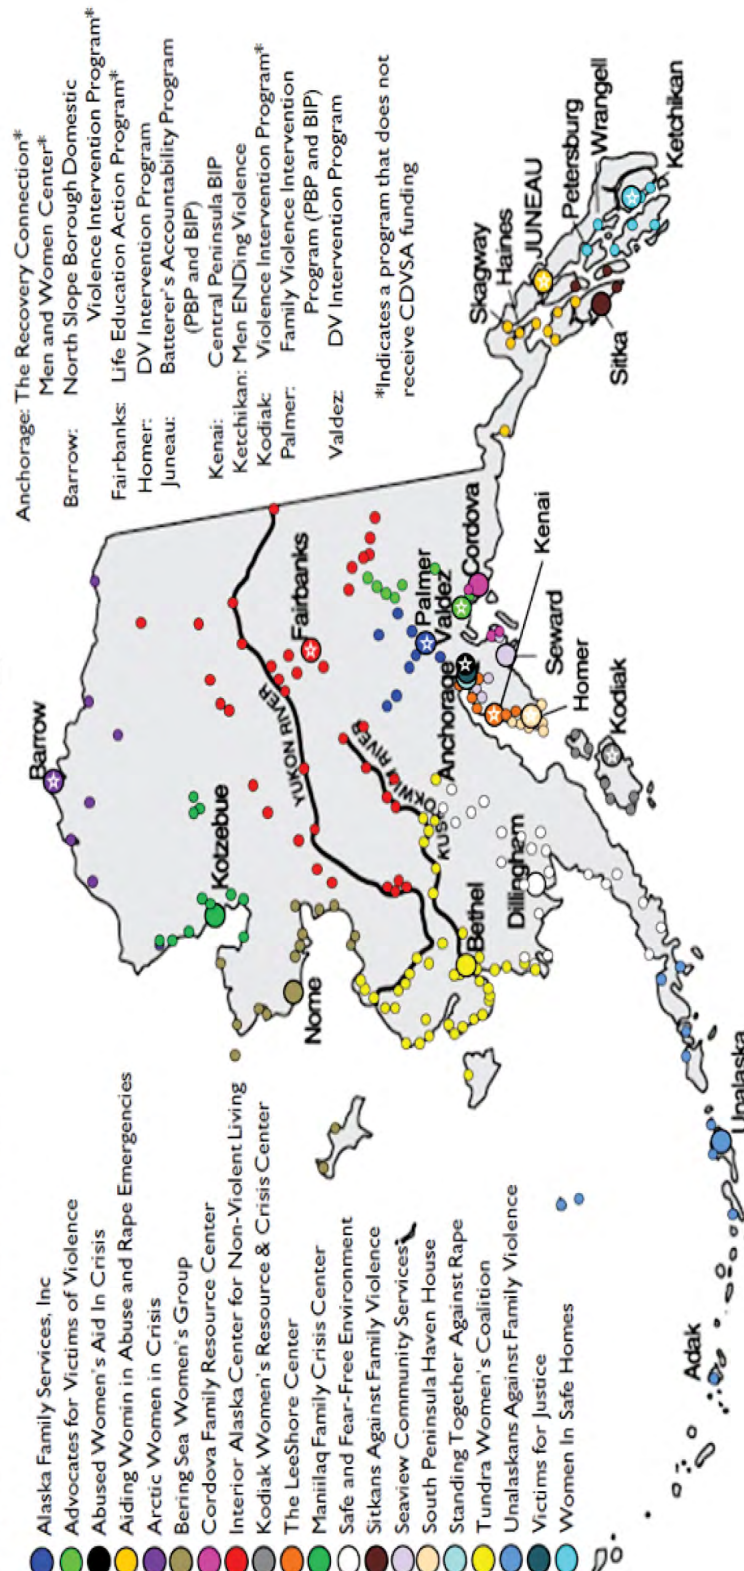 Alaska Family Services, Inc
Advocates for Victims of Violence
Abused Women's Aid In Crisis
Aiding Womin in Abuse and Rape Emergencies
Arctic Women in Crisis
Bering Sea Women's Group
Cordova Family Resource Center
Interior Alaska Center for Non-Violent Living
Kodiak Women's Resource & Crisis Center
The LeeShore Center
Maniilaq Family Crisis Center
Safe and Fear-Free Environment
Sitkans Against Family Violence
Seaview Community Services
South Peninsula Haven House
Standing Together Against Rape
Tundra Women's Coalition
Unalaskans Against Family Violence
Victims for Justice
Women In Safe Homes
Barrow
Kotzebue
Nome
YUKON RIVER
Fairbanks
KUSKOKWIM RIVER
Bethel
Dillingham
Anchorage
Palmer
Valdez
Cordova
Kenai
Seward
Homer
Kodiak
Unalaska
Adak
Skagway
Haines
JUNEAU
Petersburg
Wrangell
Ketchikan
Sitka
Anchorage: The Recovery Connection*
Men and Women Center*
Barrow: North Slope Borough Domestic
Violence Intervention Program*
Fairbanks: Life Education Action Program*
Homer: DV Intervention Program
Juneau: Batterer's Accountability Program
(PBP and BIP)
Kenai: Central Peninsula BIP
Ketchikan: Men ENDing Violence
Kodiak: Violence Intervention Program*
Palmer: Family Violence Intervention
Program (PBP and BIP)
Valdez: DV Intervention Program
*Indicates a program that does not
receive CDVSA funding